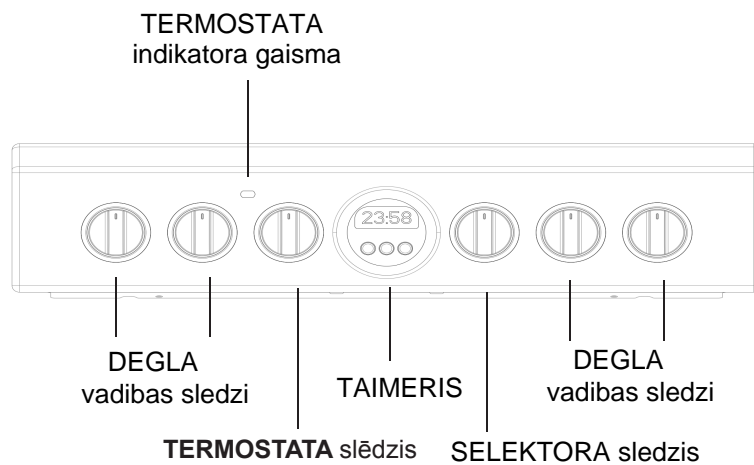 TERMOSTATA
indikatora gaisma
23:58
DEGLA
vadibas sledzi
TAIMERIS
DEGLA
vadibas sledzi
TERMOSTATA slēdzis
SELEKTORA sledzis